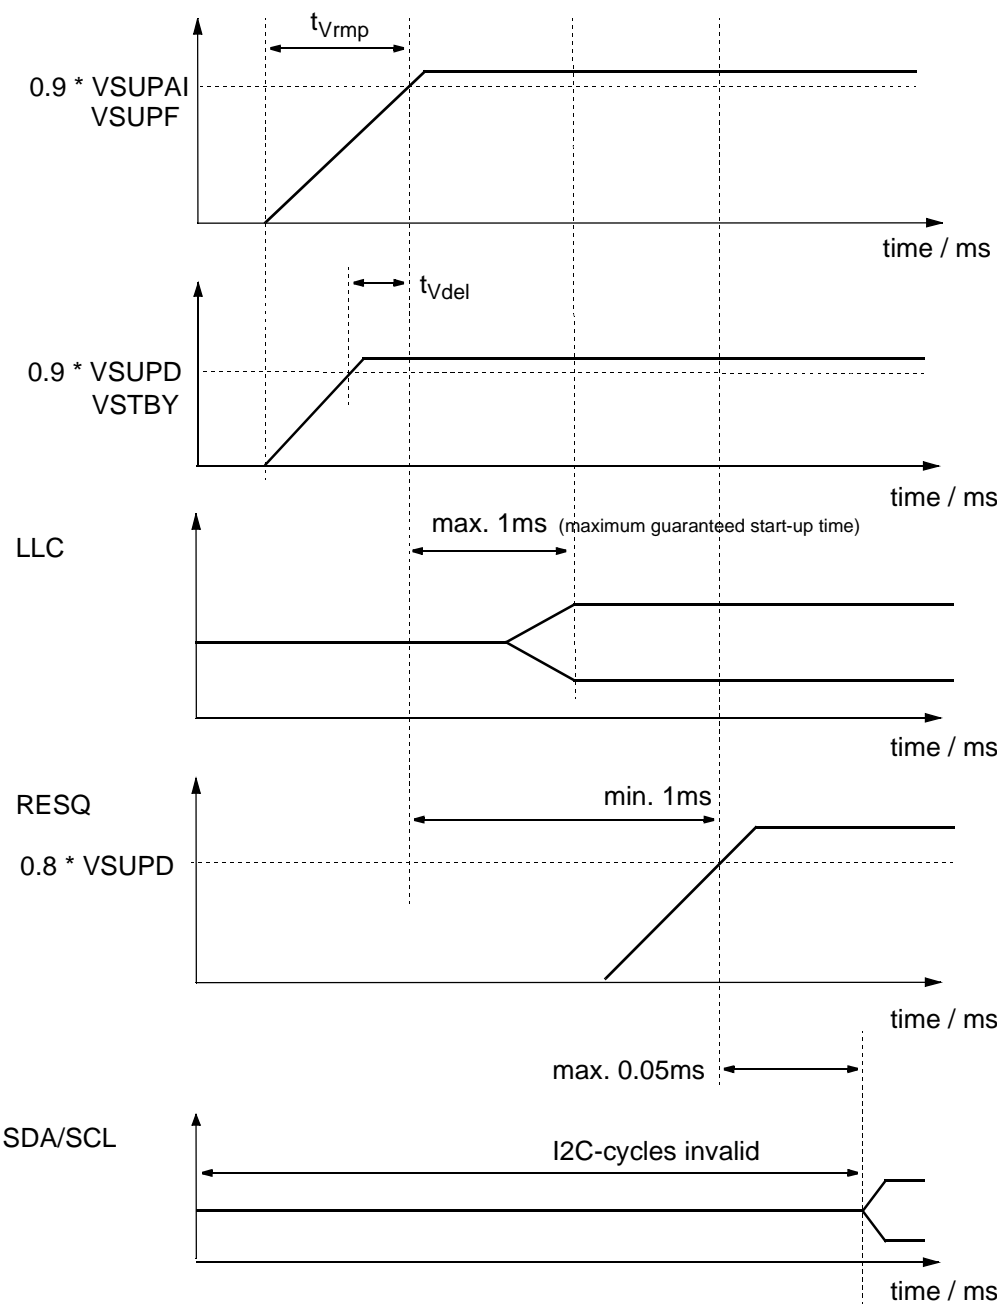 tVrmp
0.9 * VSUPAI
VSUPF
time / ms
tVdel
0.9 * VSUPD
VSTBY
time / ms
max. 1ms (maximum guaranteed start-up time)
LLC
time / ms
RESQ
min. 1ms
0.8 * VSUPD
time / ms
max. 0.05ms
SDA/SCL
I2C-cycles invalid
time / ms